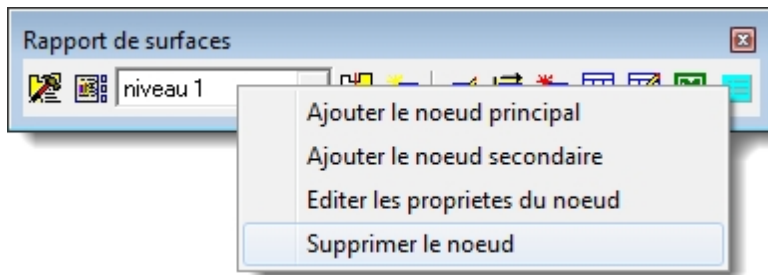 Rapport de surfaces
niveau 1
Ajouter le noeud principal
Ajouter le noeud secondaire
Editer les proprietes du noeud
Supprimer le noeud